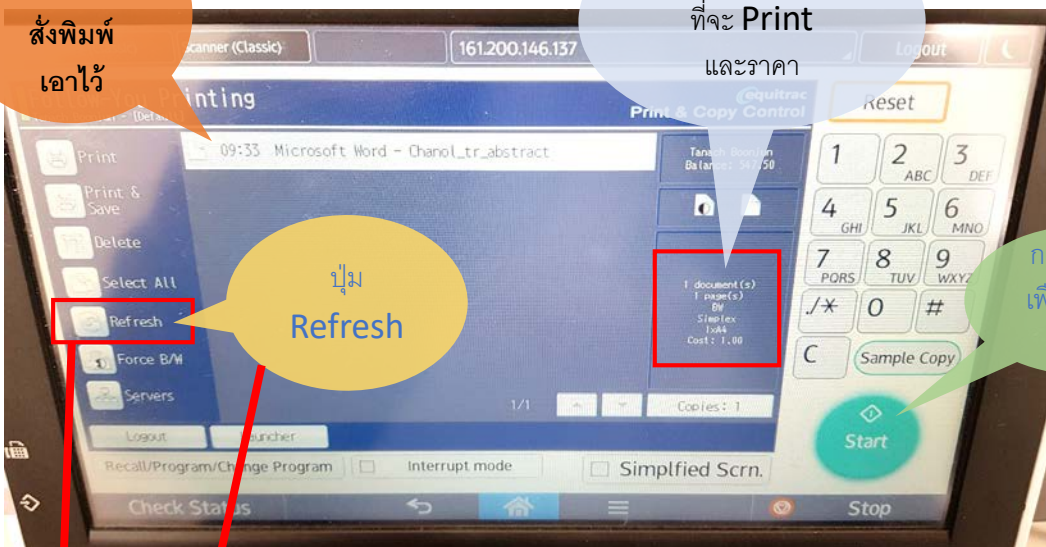 สั่งพิมพ์
เอาไว้
ที่จะ Print
และราคา
Scanner (Classic)
161.200.146.137
Logout
Printing
equitrac
Print & Copy Control
Reset
Print
09:33 Microsoft Word - Chanol_tr_abstract
Print &
Save
Delete
Select All
Refresh
Force B/W
Servers
ปุ่ม
Refresh
1 document(s)
1 page(s)
BW
Simplex
1xA4
Cost: 1.00
1/1
Copies: 1
Logout
1
2 ABC
3 DEF
4 GHI
5 JKL
6 MNO
7 PQRS
8 TUV
9 WXYZ
./*
0
#
C
Sample Copy
Start
Recall/Program/Change Program
Interrupt mode
Simplfied Scrn.
Check Status
Stop